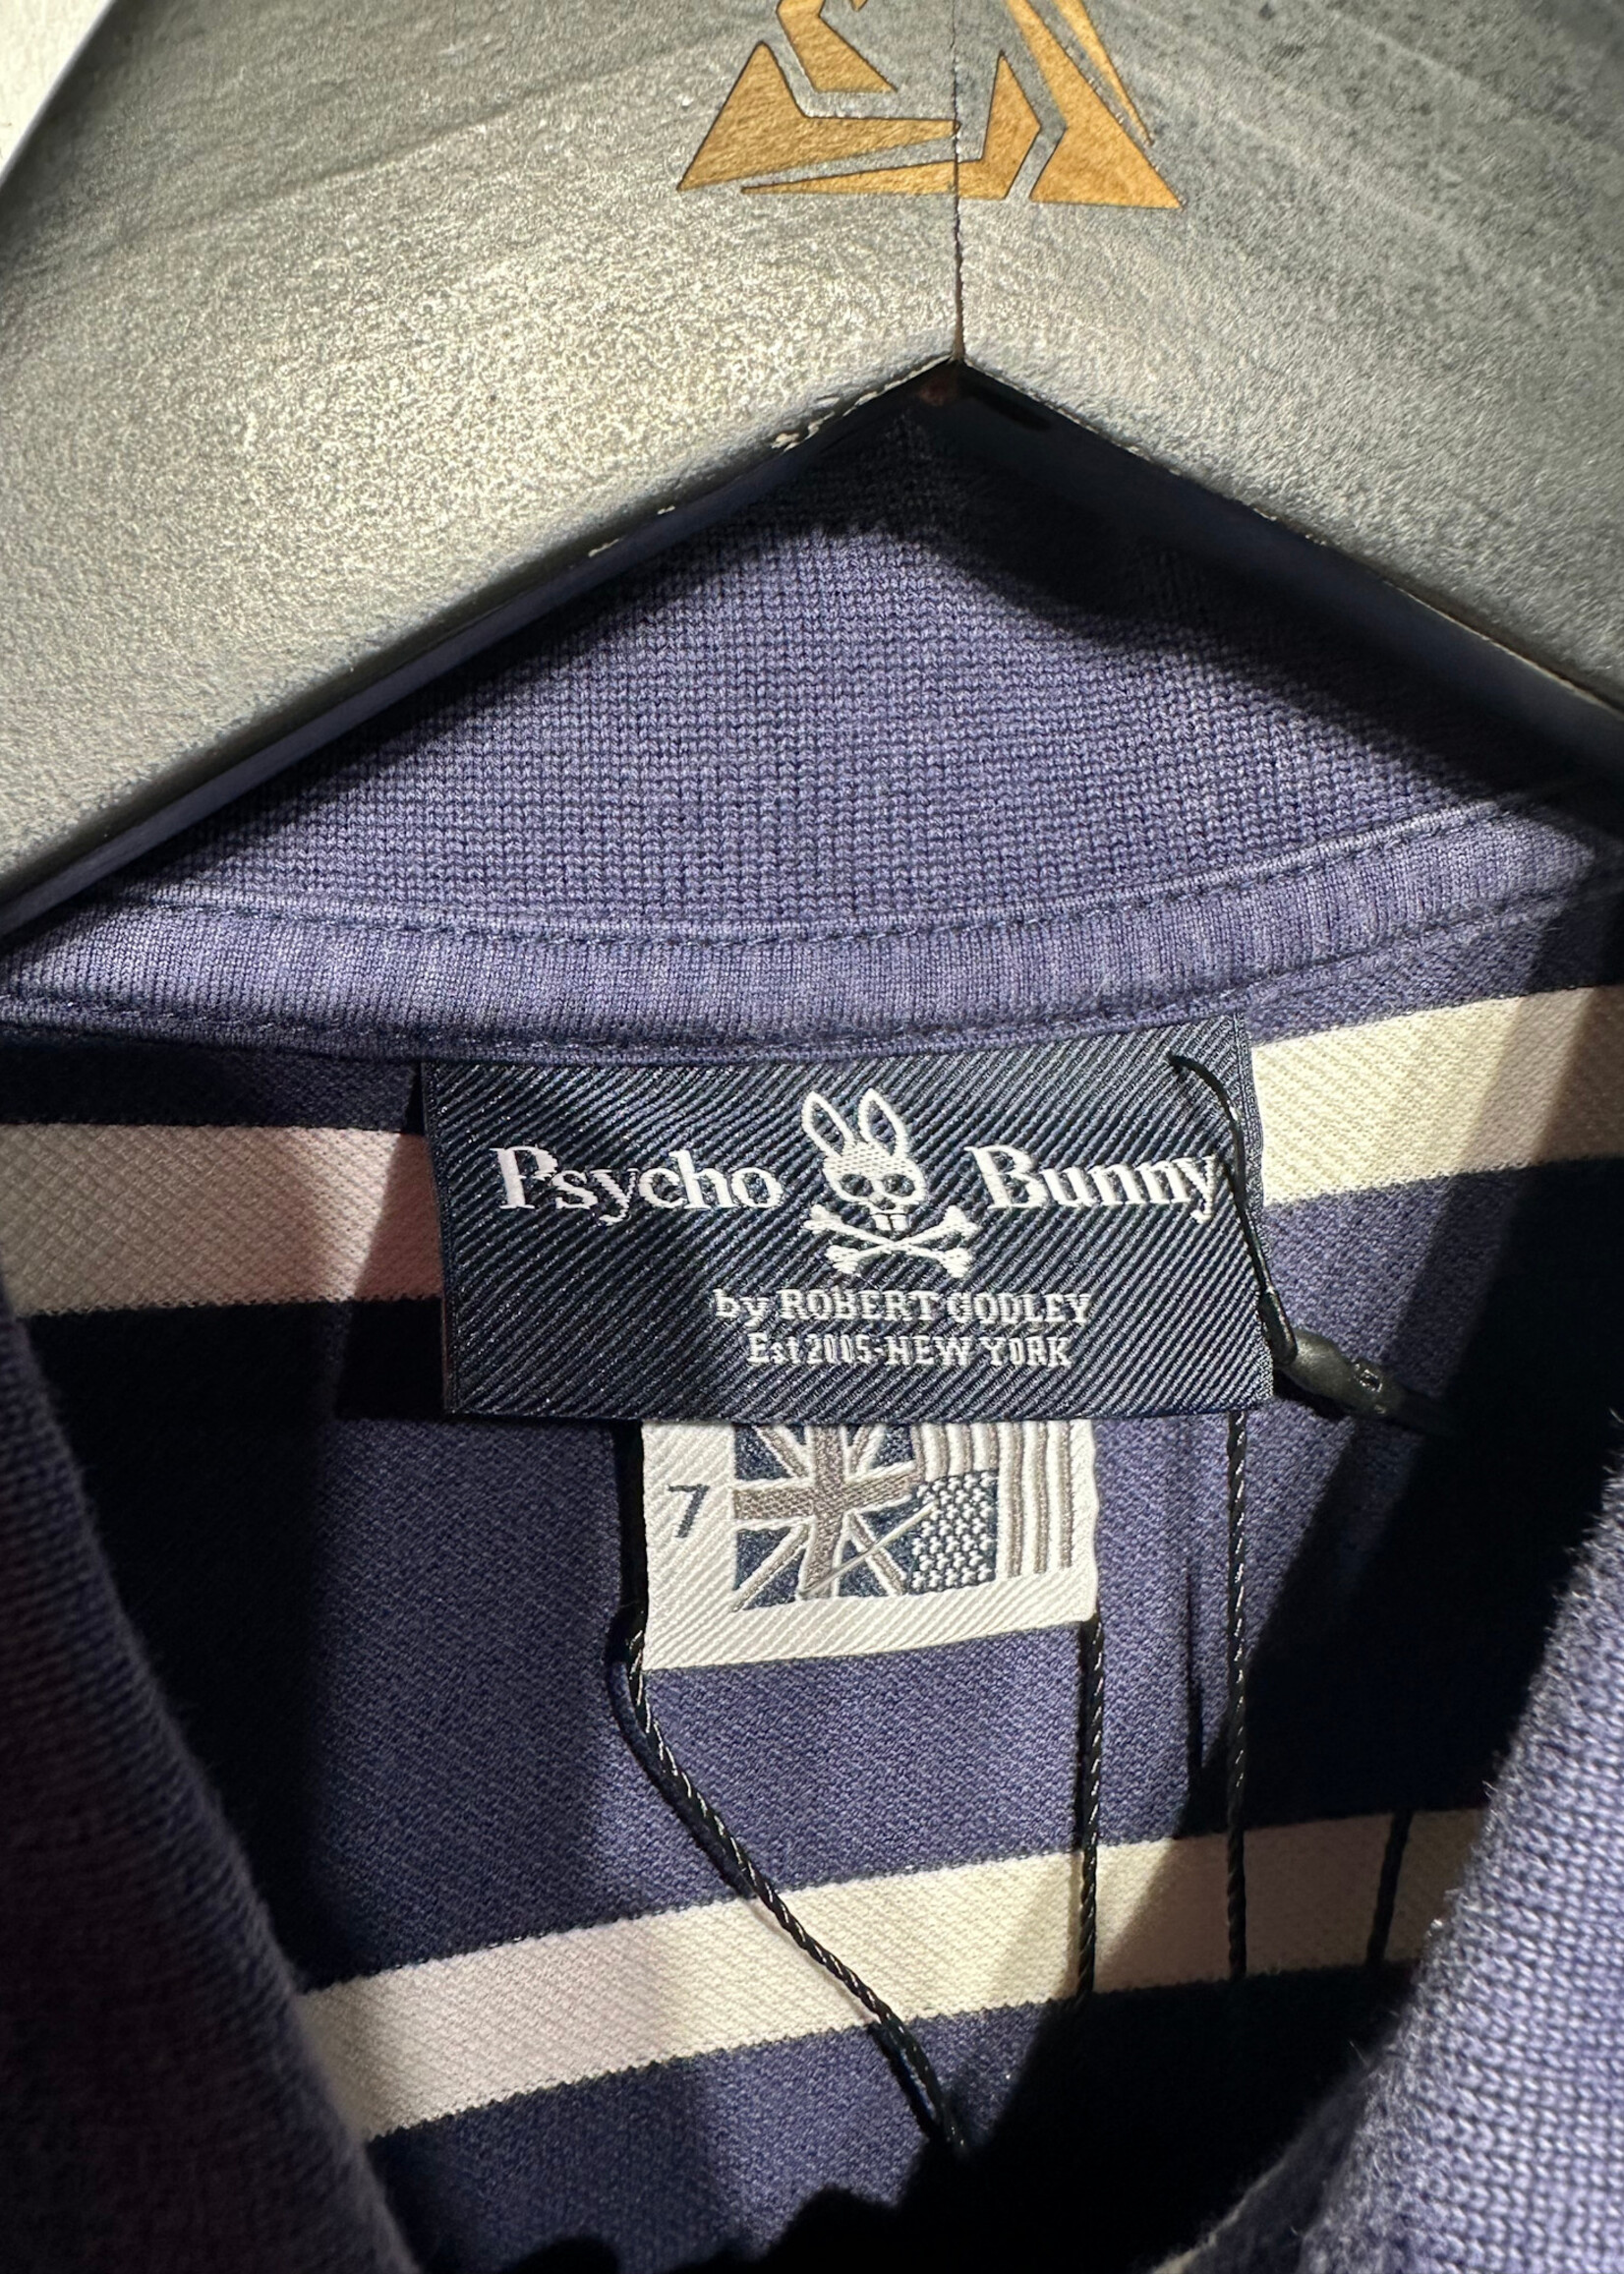 Psycho Bunny
by ROBERT GODLEY
Est 2005-NEW YORK
7